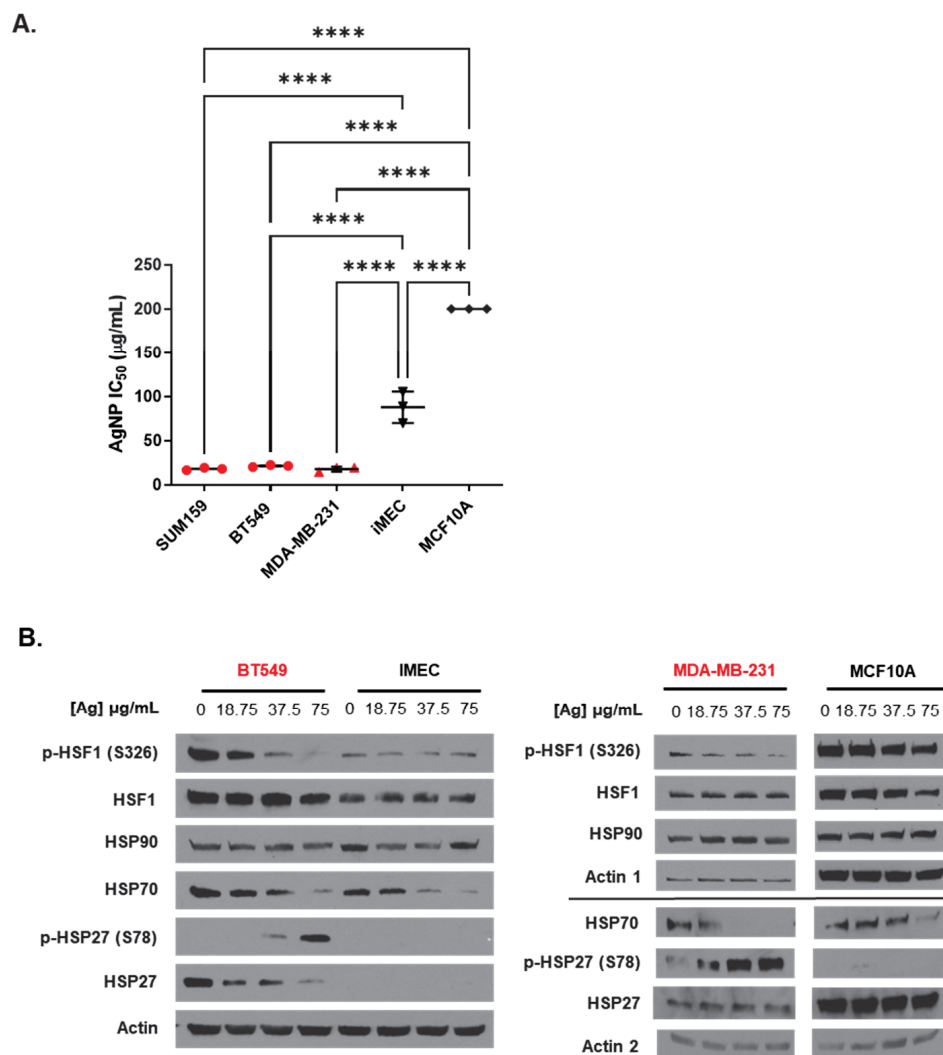 A.
****
****
****
****
****
**** ****
AgNP IC50 (µg/mL)
250
200
150
100
50
0
SUM159
BT549
MDA-MB-231
iMEC
MCF10A
B.
BT549 IMEC
[Ag] µg/mL 0 18.75 37.5 75 0 18.75 37.5 75
p-HSF1 (S326)
HSF1
HSP90
HSP70
p-HSP27 (S78)
HSP27
Actin
MDA-MB-231 MCF10A
[Ag] µg/mL 0 18.75 37.5 75 0 18.75 37.5 75
p-HSF1 (S326)
HSF1
HSP90
Actin 1
HSP70
p-HSP27 (S78)
HSP27
Actin 2